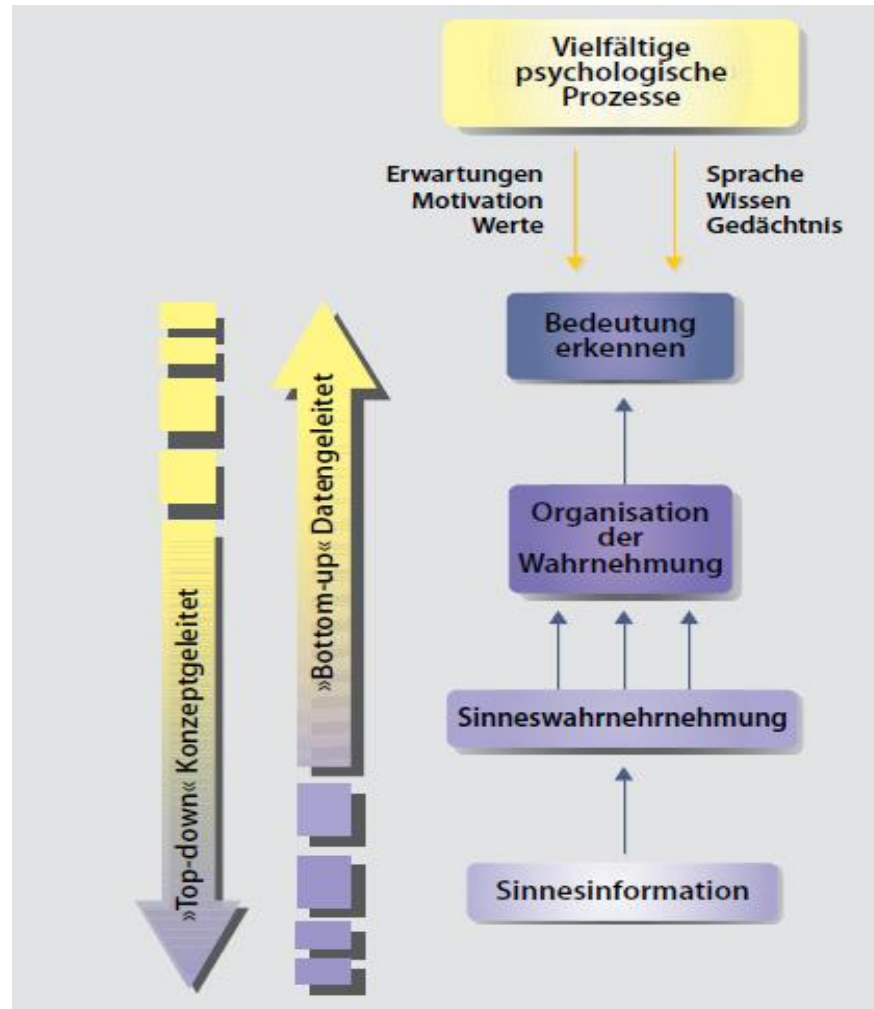 Vielfältige
psychologische
Prozesse
Erwartungen
Motivation
Werte
Sprache
Wissen
Gedächtnis
Bedeutung
erkennen
Organisation
der
Wahrnehmung
Sinneswahrnehrnehmung
Sinnesinformation
»Top-down« Konzeptgeleitet
»Bottom-up« Datengeleitet